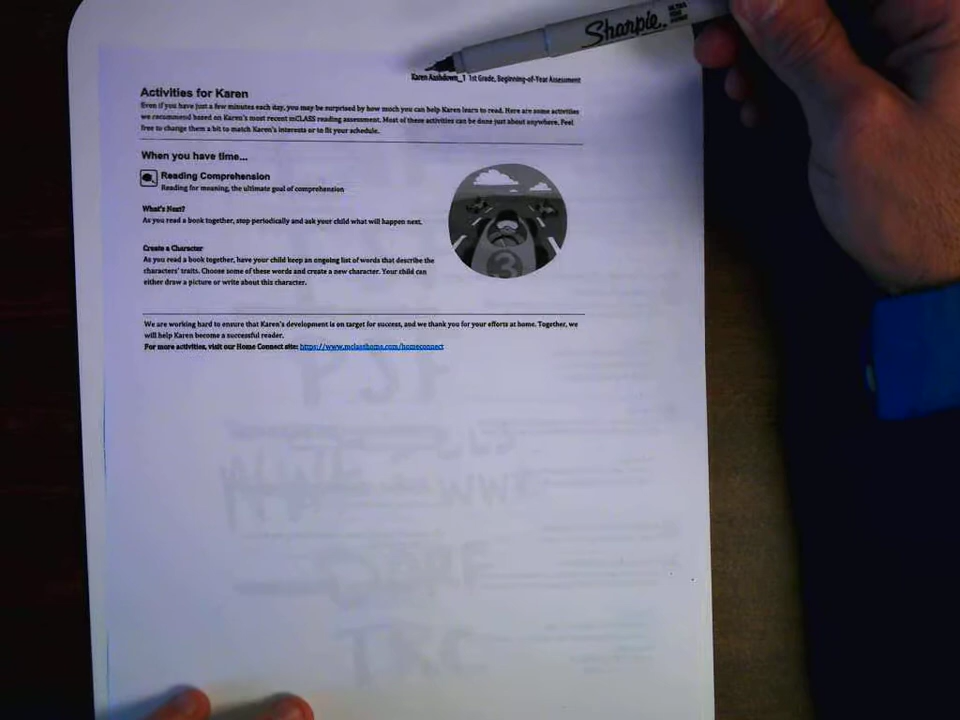 Sharpie.
Karen Aashdown_1 1st Grade, Beginning-of-Year Assessment
Activities for Karen
Even if you have just a few minutes each day, you may be surprised by how much you can help Karen learn to read. Here are some activities
we recommend based on Karen's most recent mCLASS reading assessment. Most of these activities can be done just about anywhere. Feel
free to change them a bit to match Karen's interests or to fit your schedule.
When you have time...
Reading Comprehension
Reading for meaning, the ultimate goal of comprehension
What's Next?
As you read a book together, stop periodically and ask your child what will happen next.
Create a Character
As you read a book together, have your child keep an ongoing list of words that describe the
characters' traits. Choose some of these words and create a new character. Your child can
either draw a picture or write about this character.
3
We are working hard to ensure that Karen's development is on target for success, and we thank you for your efforts at home. Together, we
will help Karen become a successful reader.
For more activities, visit our Home Connect site: https://www.mclasshome.com/homeconnect